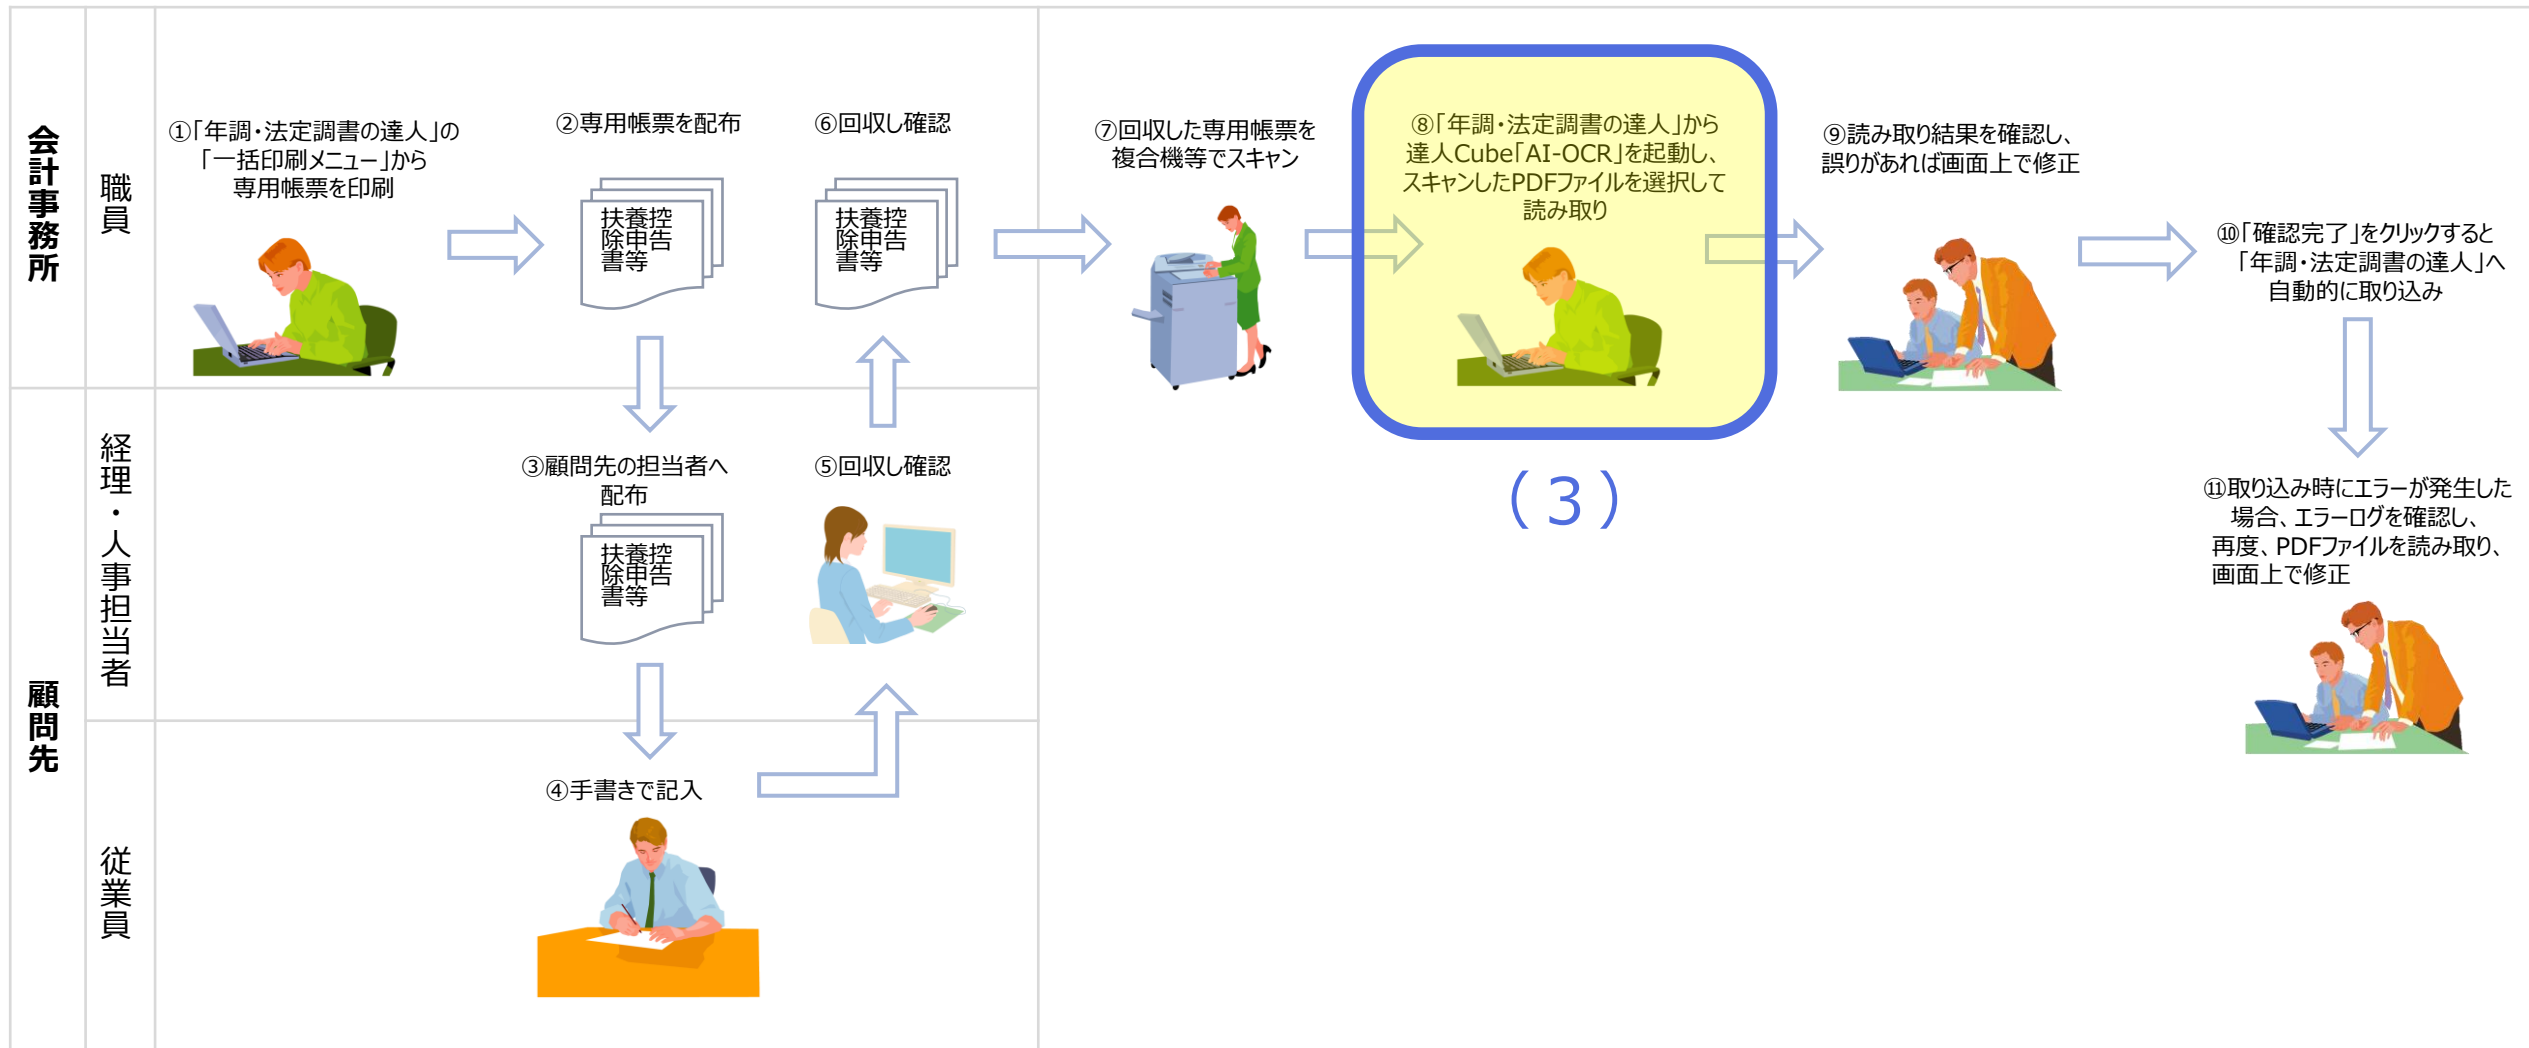 会計事務所
職員
①「年調・法定調書の達人」の
「一括印刷メニュー」から
専用帳票を印刷
②専用帳票を配布
扶養控
除申告
書等
⑥回収し確認
扶養控
除申告
書等
⑦回収した専用帳票を
複合機等でスキャン
⑧「年調・法定調書の達人」から
達人Cube「AI-OCR」を起動し、
スキャンしたPDFファイルを選択して
読み取り
(3)
⑨読み取り結果を確認し、
誤りがあれば画面上で修正
⑩「確認完了」をクリックすると
「年調・法定調書の達人」へ
自動的に取り込み
⑪取り込み時にエラーが発生した
場合、エラーログを確認し、
再度、PDFファイルを読み取り、
画面上で修正
顧問先
経理・人事担当者
③顧問先の担当者へ
配布
扶養控
除申告
書等
⑤回収し確認
従業員
④手書きで記入